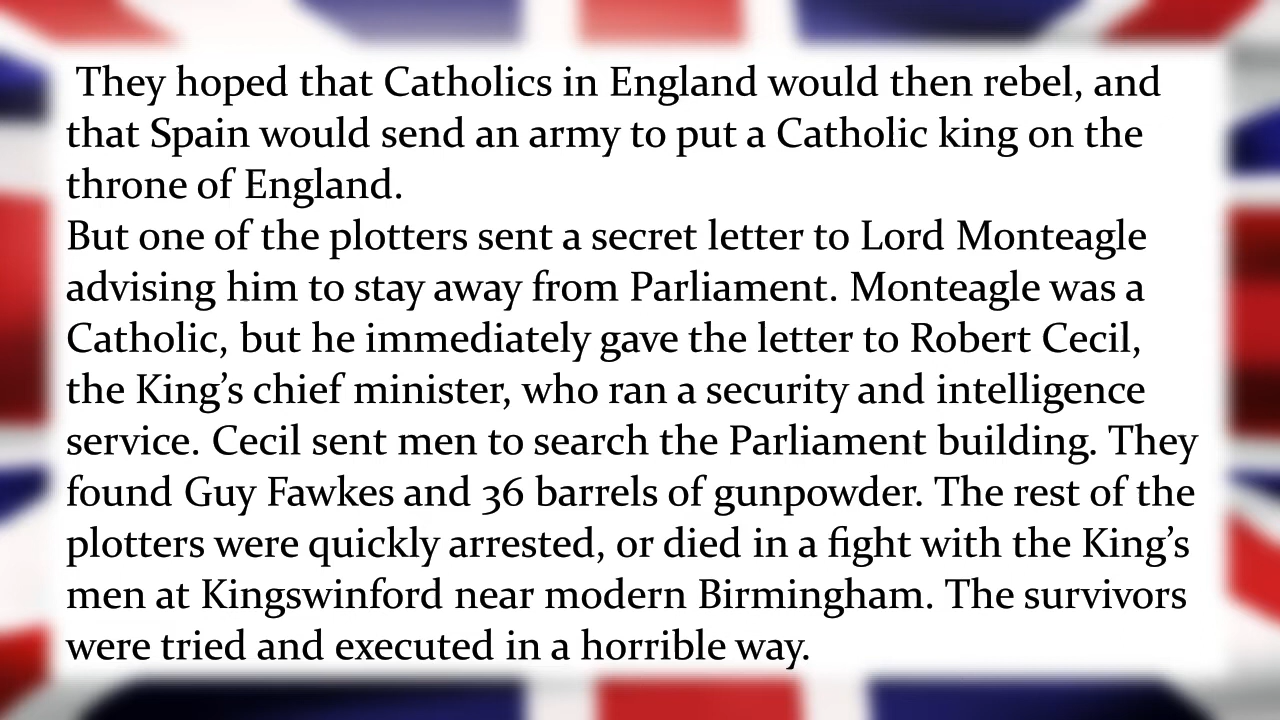 They hoped that Catholics in England would then rebel, and
that Spain would send an army to put a Catholic king on the
throne of England.
But one of the plotters sent a secret letter to Lord Monteagle
advising him to stay away from Parliament. Monteagle was a
Catholic, but he immediately gave the letter to Robert Cecil,
the King’s chief minister, who ran a security and intelligence
service. Cecil sent men to search the Parliament building. They
found Guy Fawkes and 36 barrels of gunpowder. The rest of the
plotters were quickly arrested, or died in a fight with the King’s
men at Kingswinford near modern Birmingham. The survivors
were tried and executed in a horrible way.